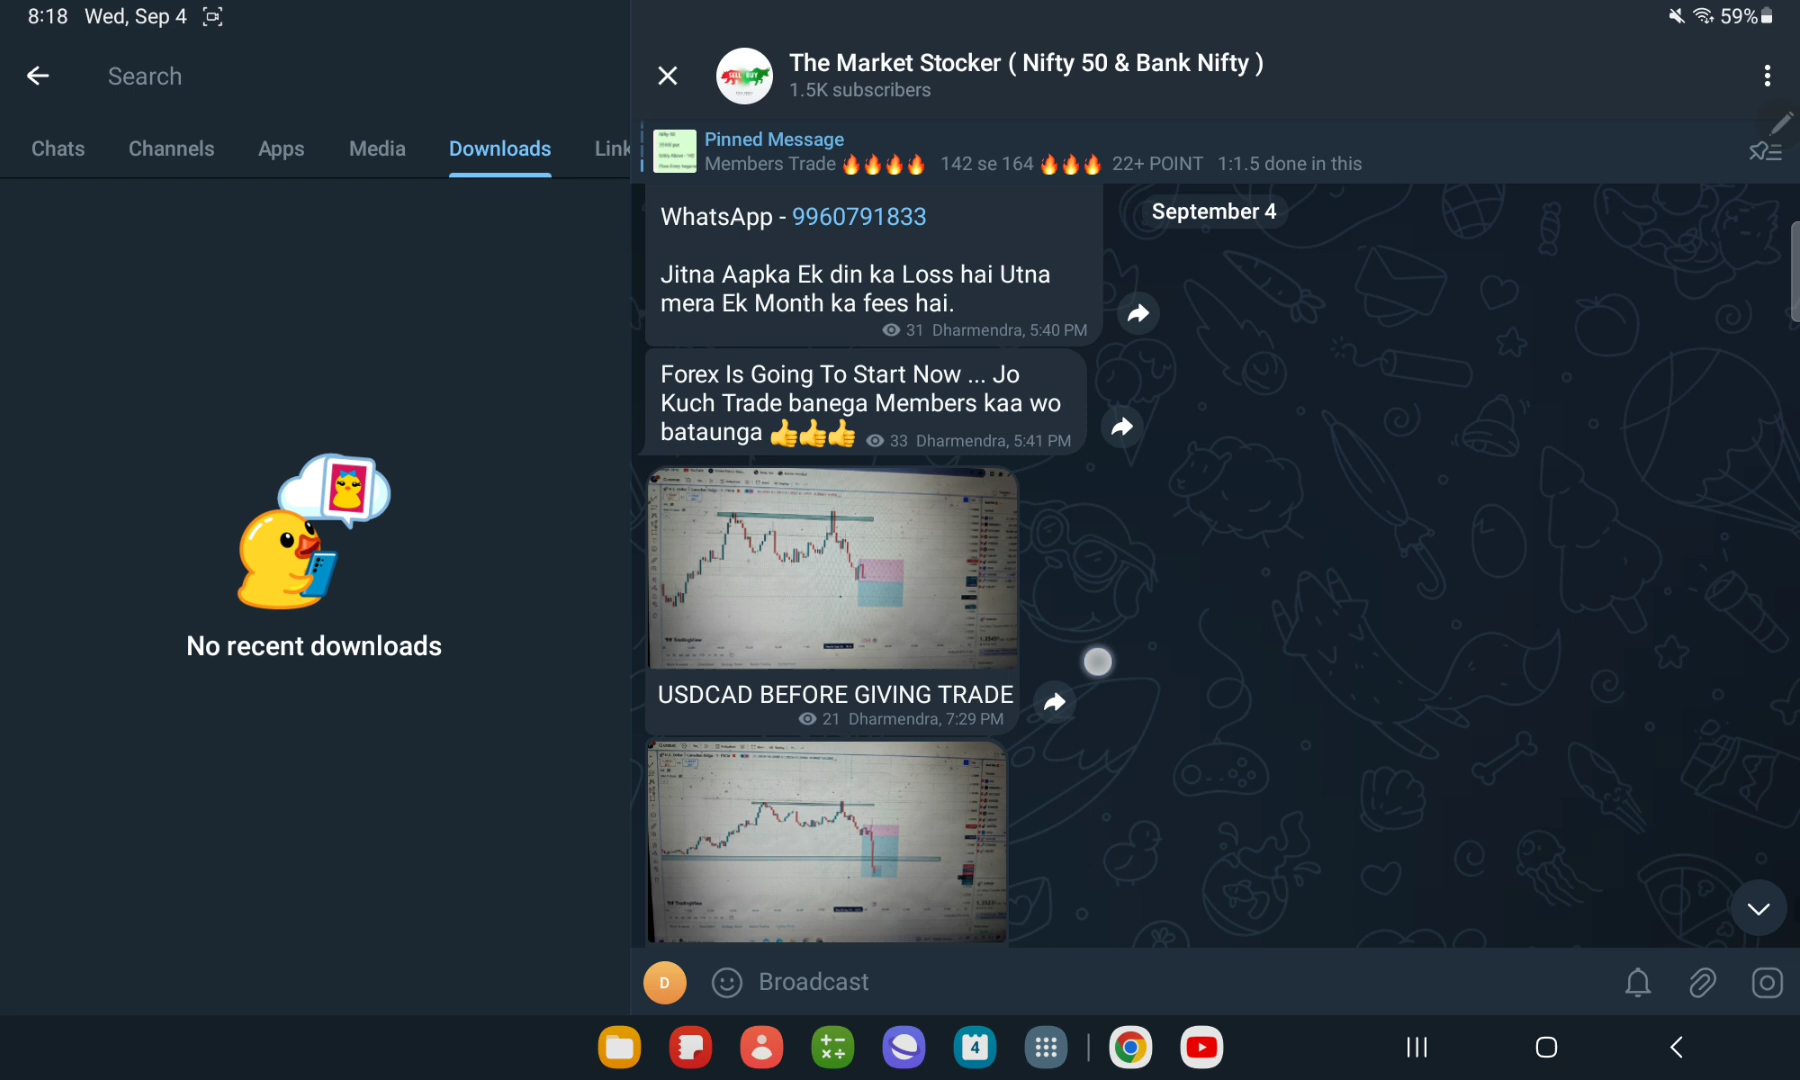 8:18 Wed, Sep 4
59%
Search
Chats Channels Apps Media Downloads Link
No recent downloads
The Market Stocker ( Nifty 50 & Bank Nifty )
1.5K subscribers
Pinned Message
Members Trade 🔥🔥🔥🔥 142 se 164 🔥🔥🔥 22+ POINT 1:1.5 done in this
September 4
WhatsApp - 9960791833
Jitna Aapka Ek din ka Loss hai Utna
mera Ek Month ka fees hai.
31 Dharmendra, 5:40 PM
Forex Is Going To Start Now ... Jo
Kuch Trade banega Members kaa wo
bataunga 👍👍👍 33 Dharmendra, 5:41 PM
TradingView
USDCAD BEFORE GIVING TRADE
21 Dharmendra, 7:29 PM
TradingView
D
Broadcast
4